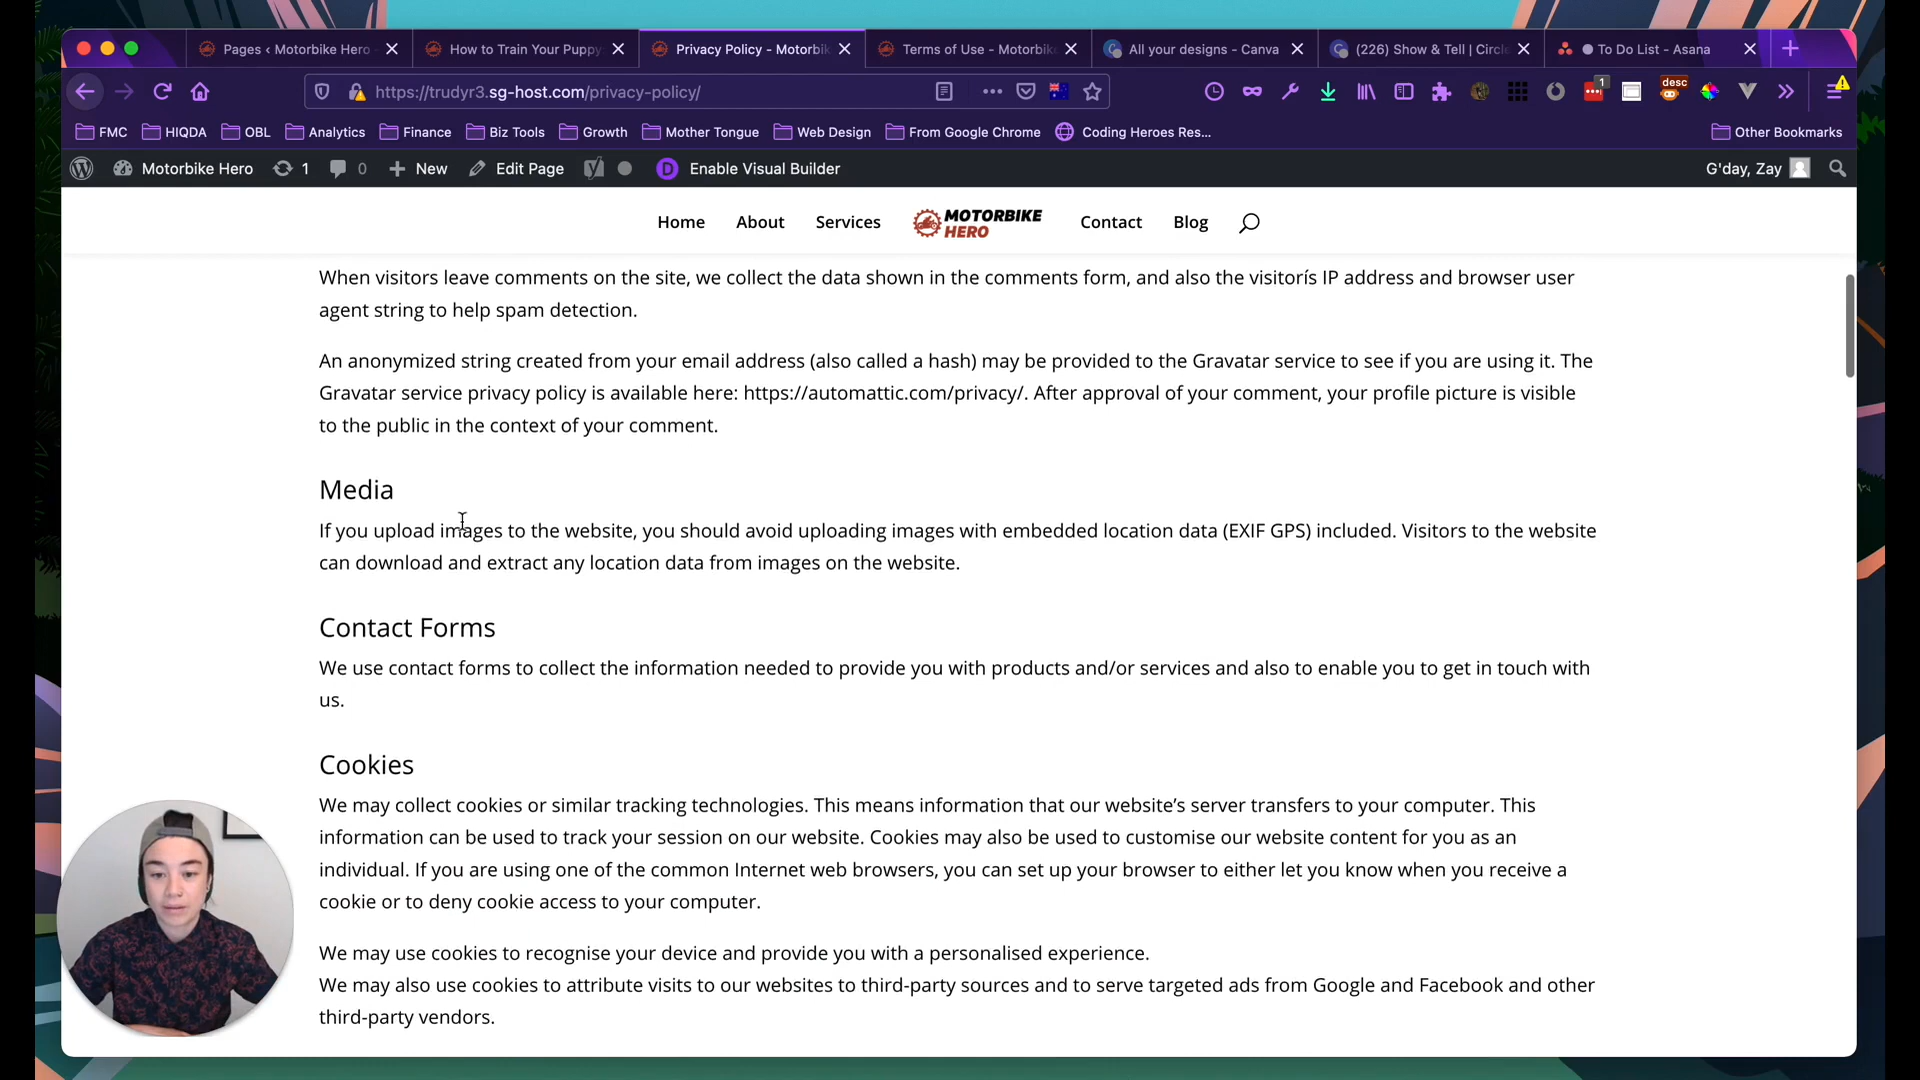 Pages ‹ Motorbike Hero
How to Train Your Puppy
Privacy Policy - Motorbik
Terms of Use - Motorbike
All your designs - Canva
(226) Show & Tell | Circl
To Do List - Asana
https://trudyr3.sg-host.com/privacy-policy/
1
desc
FMC
HIQDA
OBL
Analytics
Finance
Biz Tools
Growth
Mother Tongue
Web Design
From Google Chrome
Coding Heroes Res...
Other Bookmarks
Motorbike Hero
1
0
New
Edit Page
D
Enable Visual Builder
G'day, Zay
Home
About
Services
MOTORBIKE
HERO
Contact
Blog
When visitors leave comments on the site, we collect the data shown in the comments form, and also the visitorís IP address and browser user
agent string to help spam detection.
An anonymized string created from your email address (also called a hash) may be provided to the Gravatar service to see if you are using it. The
Gravatar service privacy policy is available here: https://automattic.com/privacy/. After approval of your comment, your profile picture is visible
to the public in the context of your comment.
Media
If you upload images to the website, you should avoid uploading images with embedded location data (EXIF GPS) included. Visitors to the website
can download and extract any location data from images on the website.
Contact Forms
We use contact forms to collect the information needed to provide you with products and/or services and also to enable you to get in touch with
us.
Cookies
We may collect cookies or similar tracking technologies. This means information that our website’s server transfers to your computer. This
information can be used to track your session on our website. Cookies may also be used to customise our website content for you as an
individual. If you are using one of the common Internet web browsers, you can set up your browser to either let you know when you receive a
cookie or to deny cookie access to your computer.
We may use cookies to recognise your device and provide you with a personalised experience.
We may also use cookies to attribute visits to our websites to third-party sources and to serve targeted ads from Google and Facebook and other
third-party vendors.